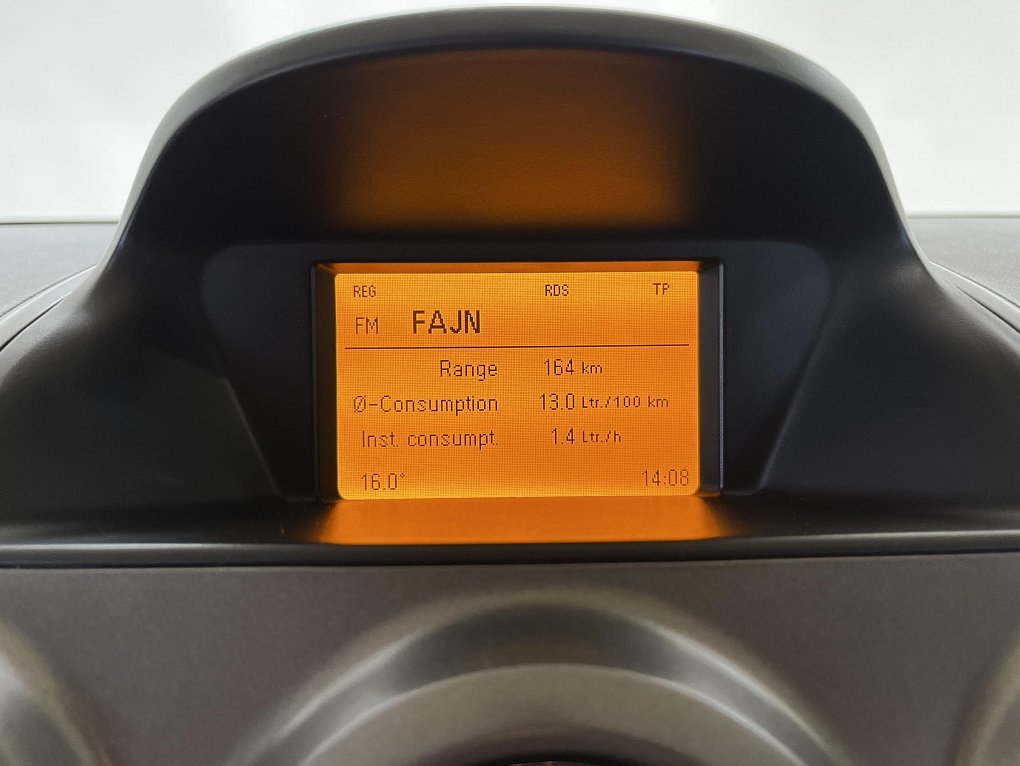 REG RDS TP
FM FAJN
Range 164 km
Ø-Consumption 13.0 Ltr./100 km
Inst. consumpt. 1.4 Ltr./h
16.0° 14:08